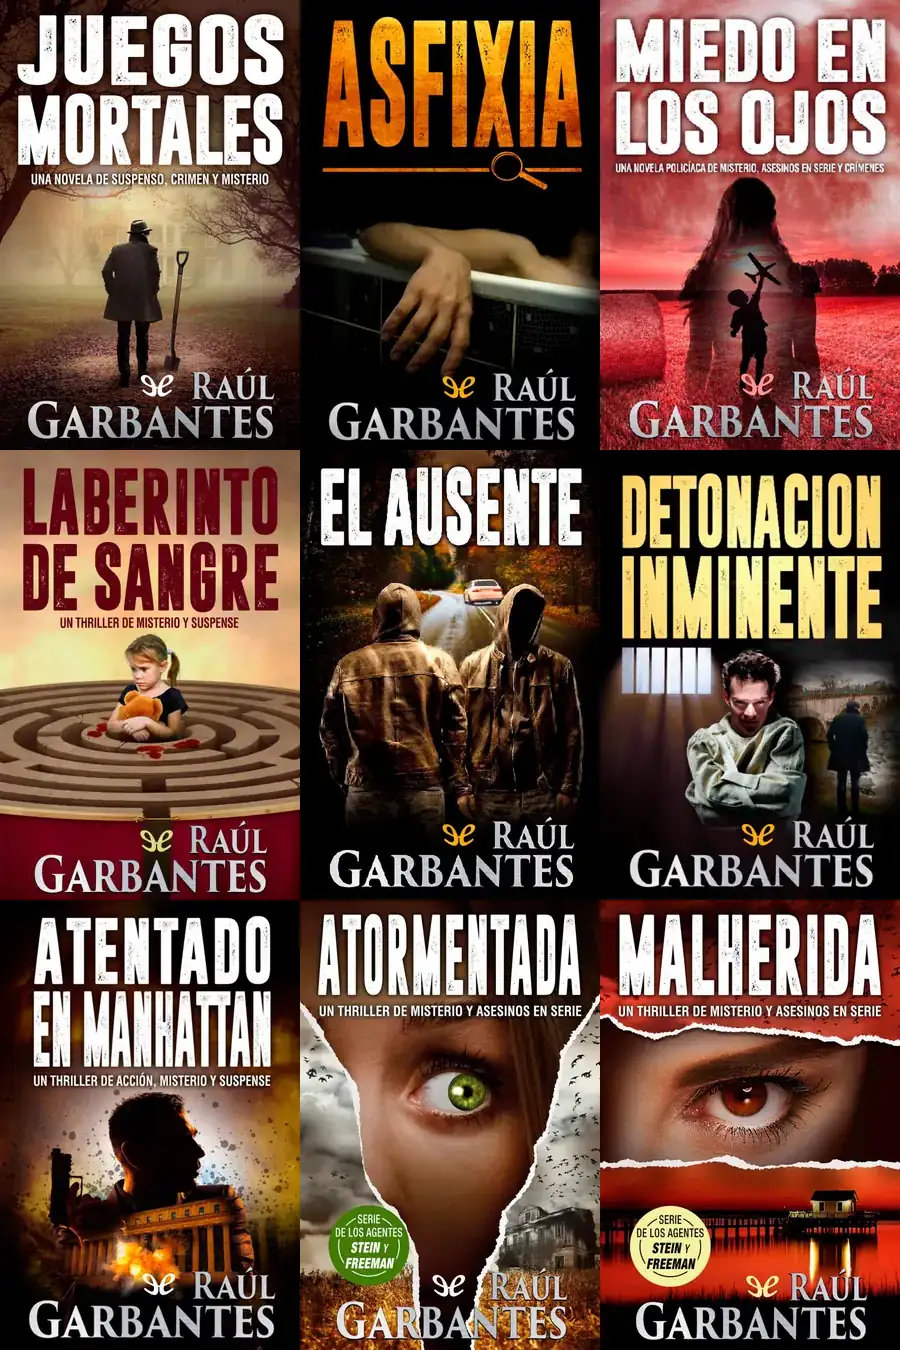 JUEGOS
MORTALES
UNA NOVELA DE SUSPENSO, CRIMEN Y MISTERIO
RAÚL
GARBANTES
ASFIXIA
RAÚL
GARBANTES
MIEDO EN
LOS OJOS
UNA NOVELA POLICÍACA DE MISTERIO, ASESINOS EN SERIE Y CRÍMENES
RAÚL
GARBANTES
LABERINTO
DE SANGRE
UN THRILLER DE MISTERIO Y SUSPENSE
RAÚL
GARBANTES
EL AUSENTE
RAÚL
GARBANTES
DETONACION
INMINENTE
RAÚL
GARBANTES
ATENTADO
EN MANHATTAN
UN THRILLER DE ACCIÓN, MISTERIO Y SUSPENSE
RAÚL
GARBANTES
ATORMENTADA
UN THRILLER DE MISTERIO Y ASESINOS EN SERIE
SERIE
DE LOS AGENTES
STEIN Y
FREEMAN
RAÚL
GARBANTES
MALHERIDA
UN THRILLER DE MISTERIO Y ASESINOS EN SERIE
SERIE
DE LOS AGENTES
STEIN Y
FREEMAN
RAÚL
GARBANTES